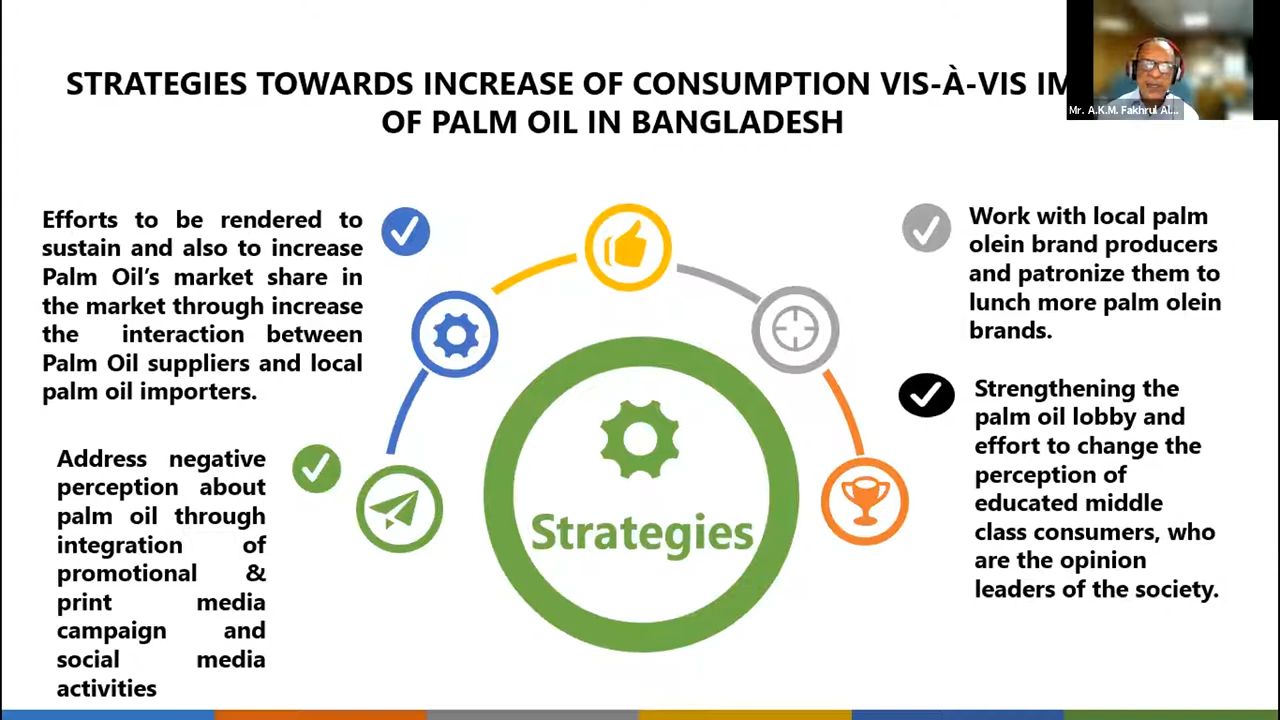 STRATEGIES TOWARDS INCREASE OF CONSUMPTION VIS-À-VIS
OF PALM OIL IN BANGLADESH
Mr. A.K.M. Fakhrul Al...
Efforts to be rendered to
sustain and also to increase
Palm Oil's market share in
the market through increase
the interaction between
Palm Oil suppliers and local
palm oil importers.
Address negative
perception about
palm oil through
integration of
promotional &
print media
campaign and
social media
activities
Strategies
Work with local palm
olein brand producers
and patronize them to
lunch more palm olein
brands.
Strengthening the
palm oil lobby and
effort to change the
perception of
educated middle
class consumers, who
are the opinion
leaders of the society.